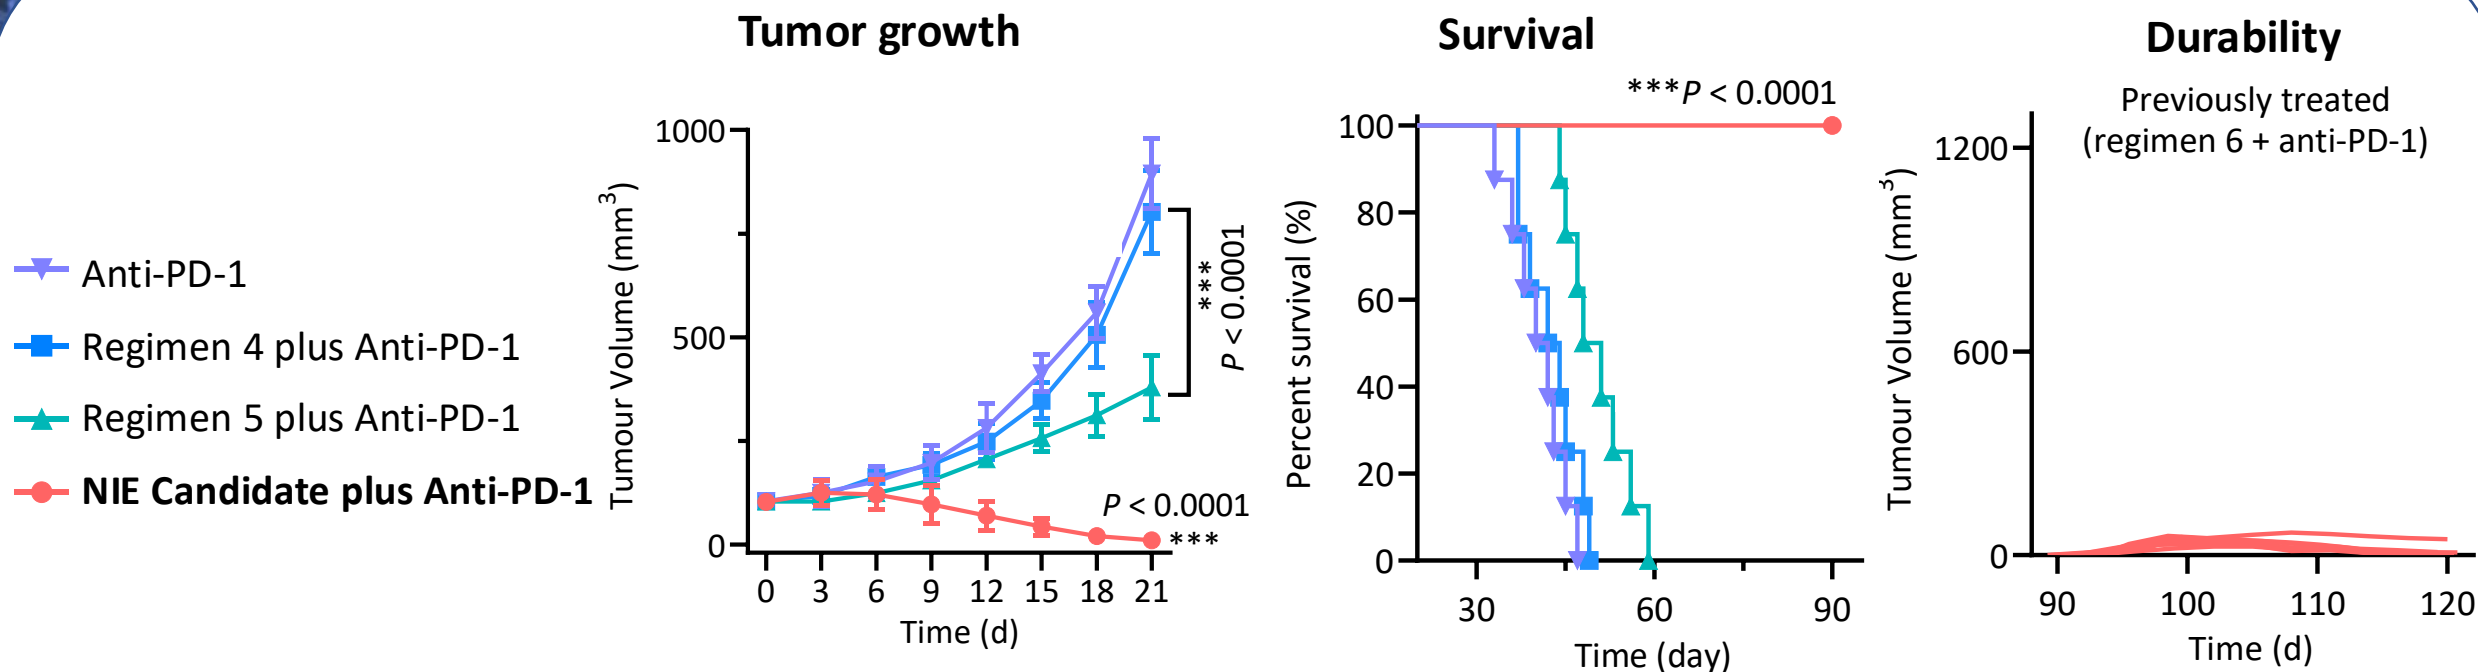 Tumor growth
Survival
Durability
Anti-PD-1
Regimen 4 plus Anti-PD-1
Regimen 5 plus Anti-PD-1
NIE Candidate plus Anti-PD-1
Tumour Volume (mm³)
1000
500
0
0 3 6 9 12 15 18 21
Time (d)
***
P < 0.0001
P < 0.0001
***
***P < 0.0001
Percent survival (%)
100
80
60
40
20
0
30 60 90
Time (day)
Previously treated
(regimen 6 + anti-PD-1)
Tumour Volume (mm³)
1200
600
0
90 100 110 120
Time (d)